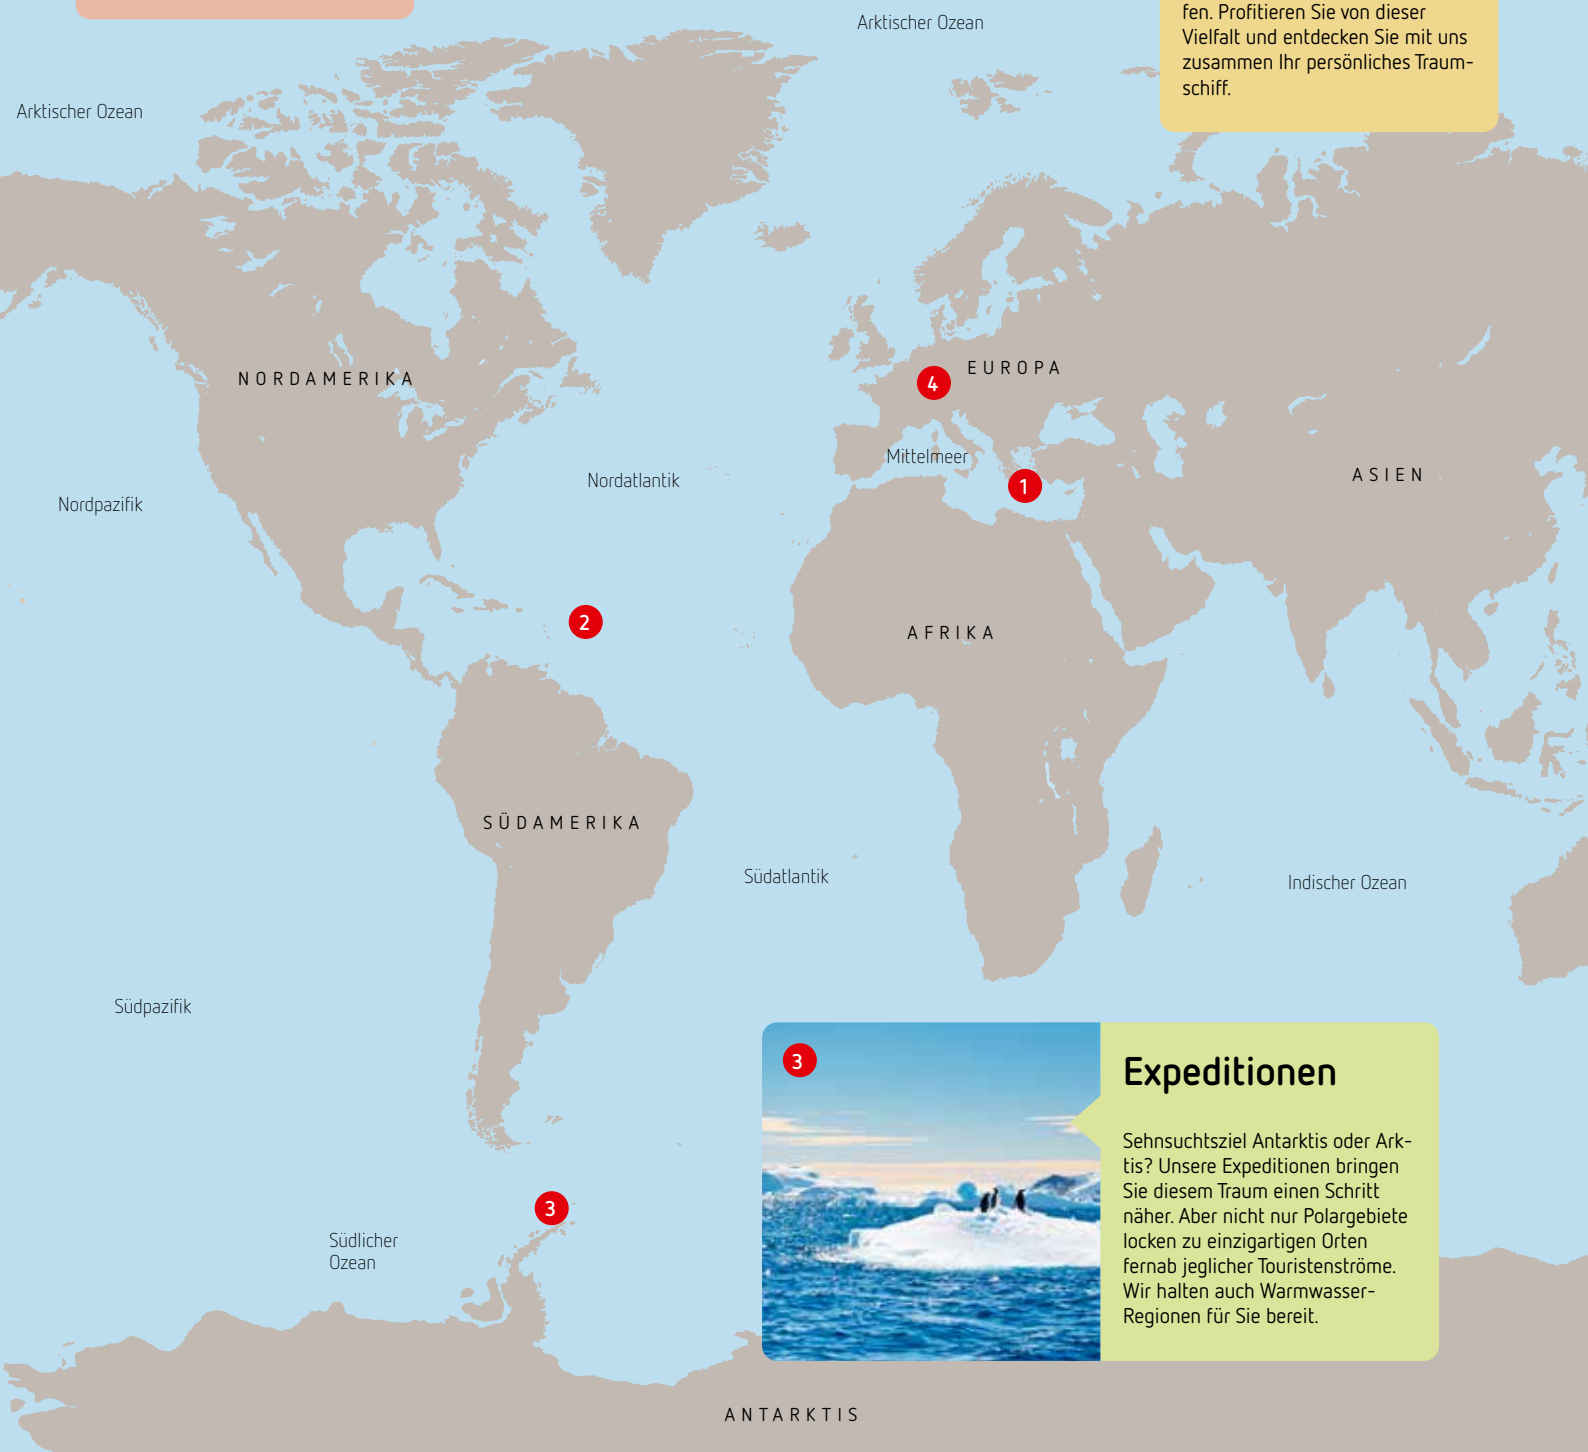 fen. Profitieren Sie von dieser
Vielfalt und entdecken Sie mit uns
zusammen Ihr persönliches Traum-
schiff.
Arktischer Ozean
Arktischer Ozean
NORDAMERIKA
4
EUROPA
Mittelmeer
1
ASIEN
Nordatlantik
Nordpazifik
2
AFRIKA
SÜDAMERIKA
Südatlantik
Indischer Ozean
Südpazifik
3
Südlicher
Ozean
3
Expeditionen
Sehnsuchtsziel Antarktis oder Ark-
tis? Unsere Expeditionen bringen
Sie diesem Traum einen Schritt
näher. Aber nicht nur Polargebiete
locken zu einzigartigen Orten
fernab jeglicher Touristenströme.
Wir halten auch Warmwasser-
Regionen für Sie bereit.
ANTARKTIS